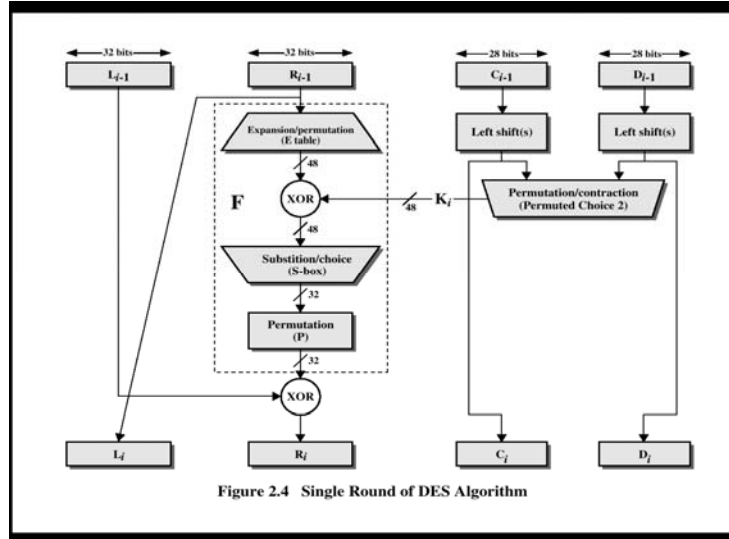 32 bits 32 bits 28 bits 28 bits
Li-1 Ri-1 Ci-1 Di-1
Expansion/permutation
(E table)
Left shift(s) Left shift(s)
48
F XOR 48 Ki Permutation/contraction
(Permuted Choice 2)
48
Substition/choice
(S-box)
32
Permutation
(P)
32
XOR
Li Ri Ci Di
Figure 2.4 Single Round of DES Algorithm